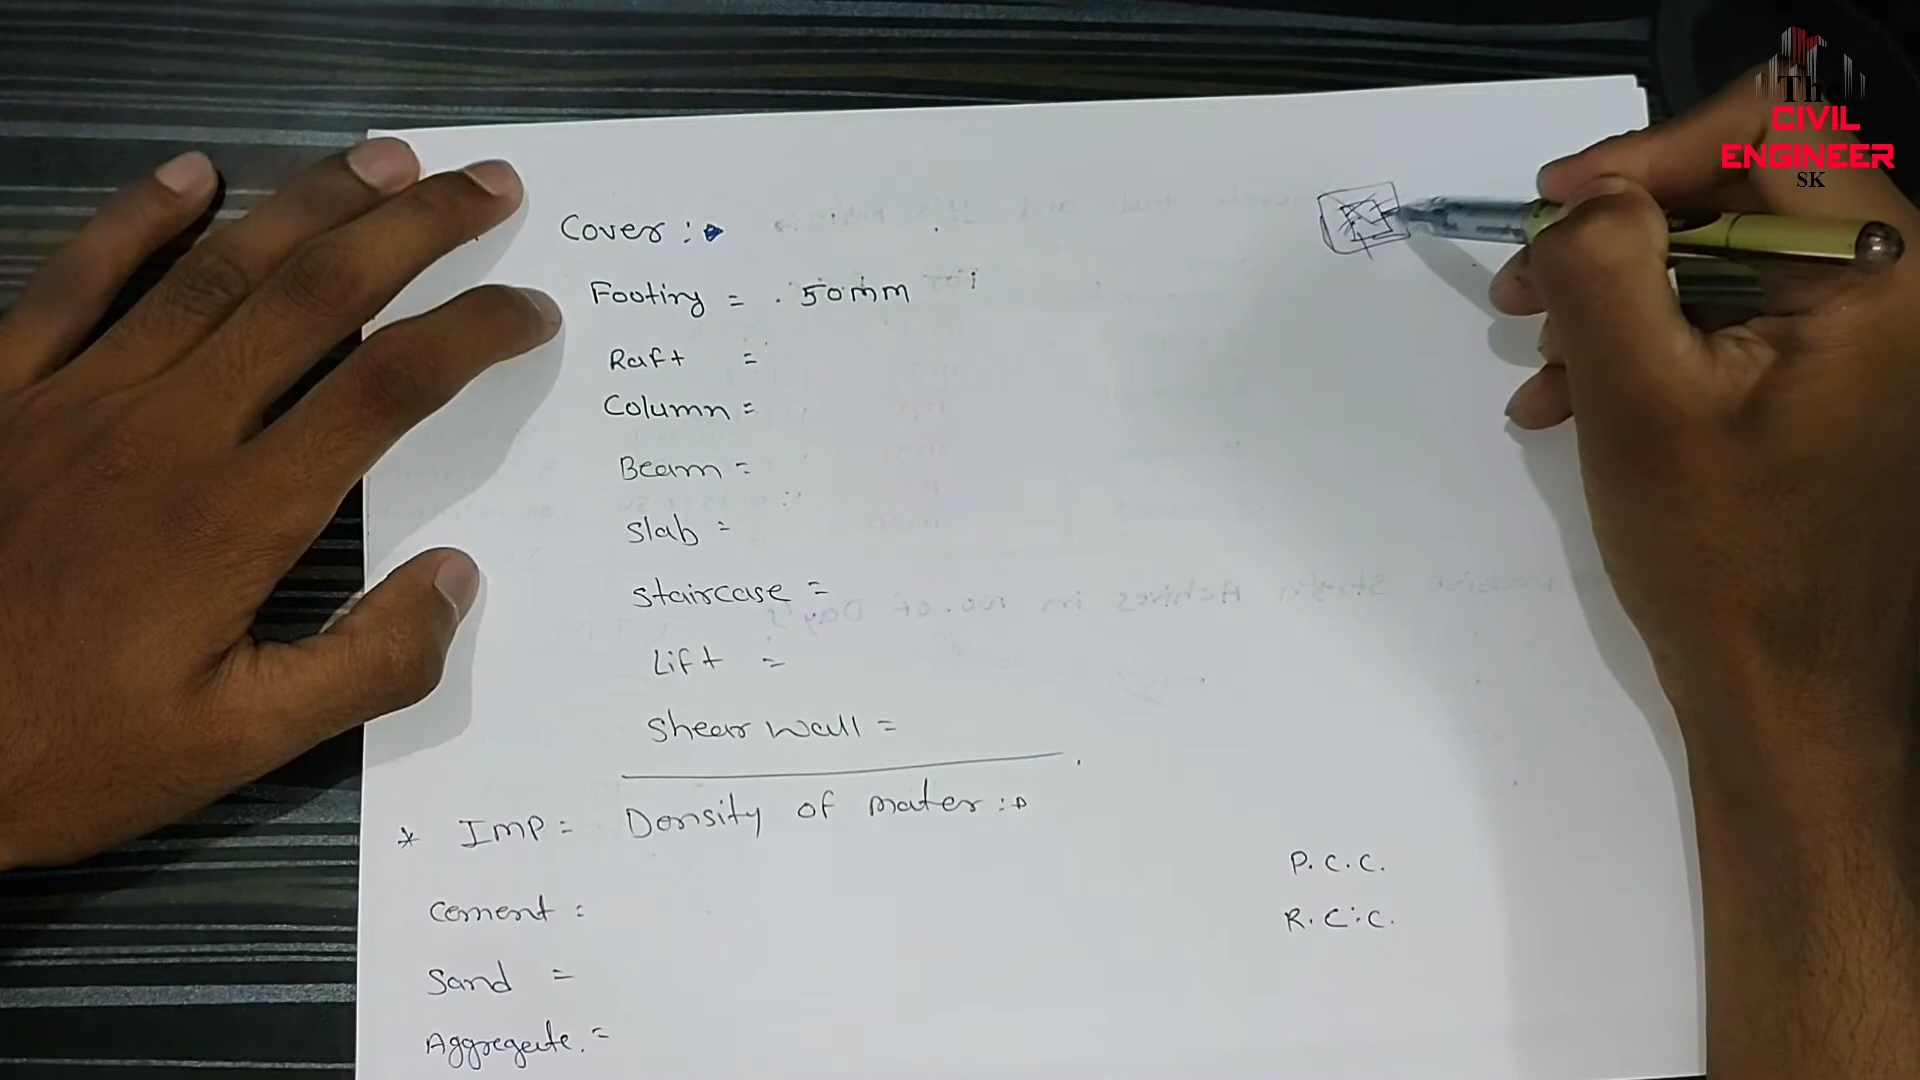 The
CIVIL
ENGINEER
SK
Cover :
Footing = 50mm
Raft =
Column =
Beam =
Slab =
Staircase =
Lift =
Shear Wall =
* IMP = Density of mater :
P.C.C.
Cement :
R.C.C.
Sand =
Aggregate. =